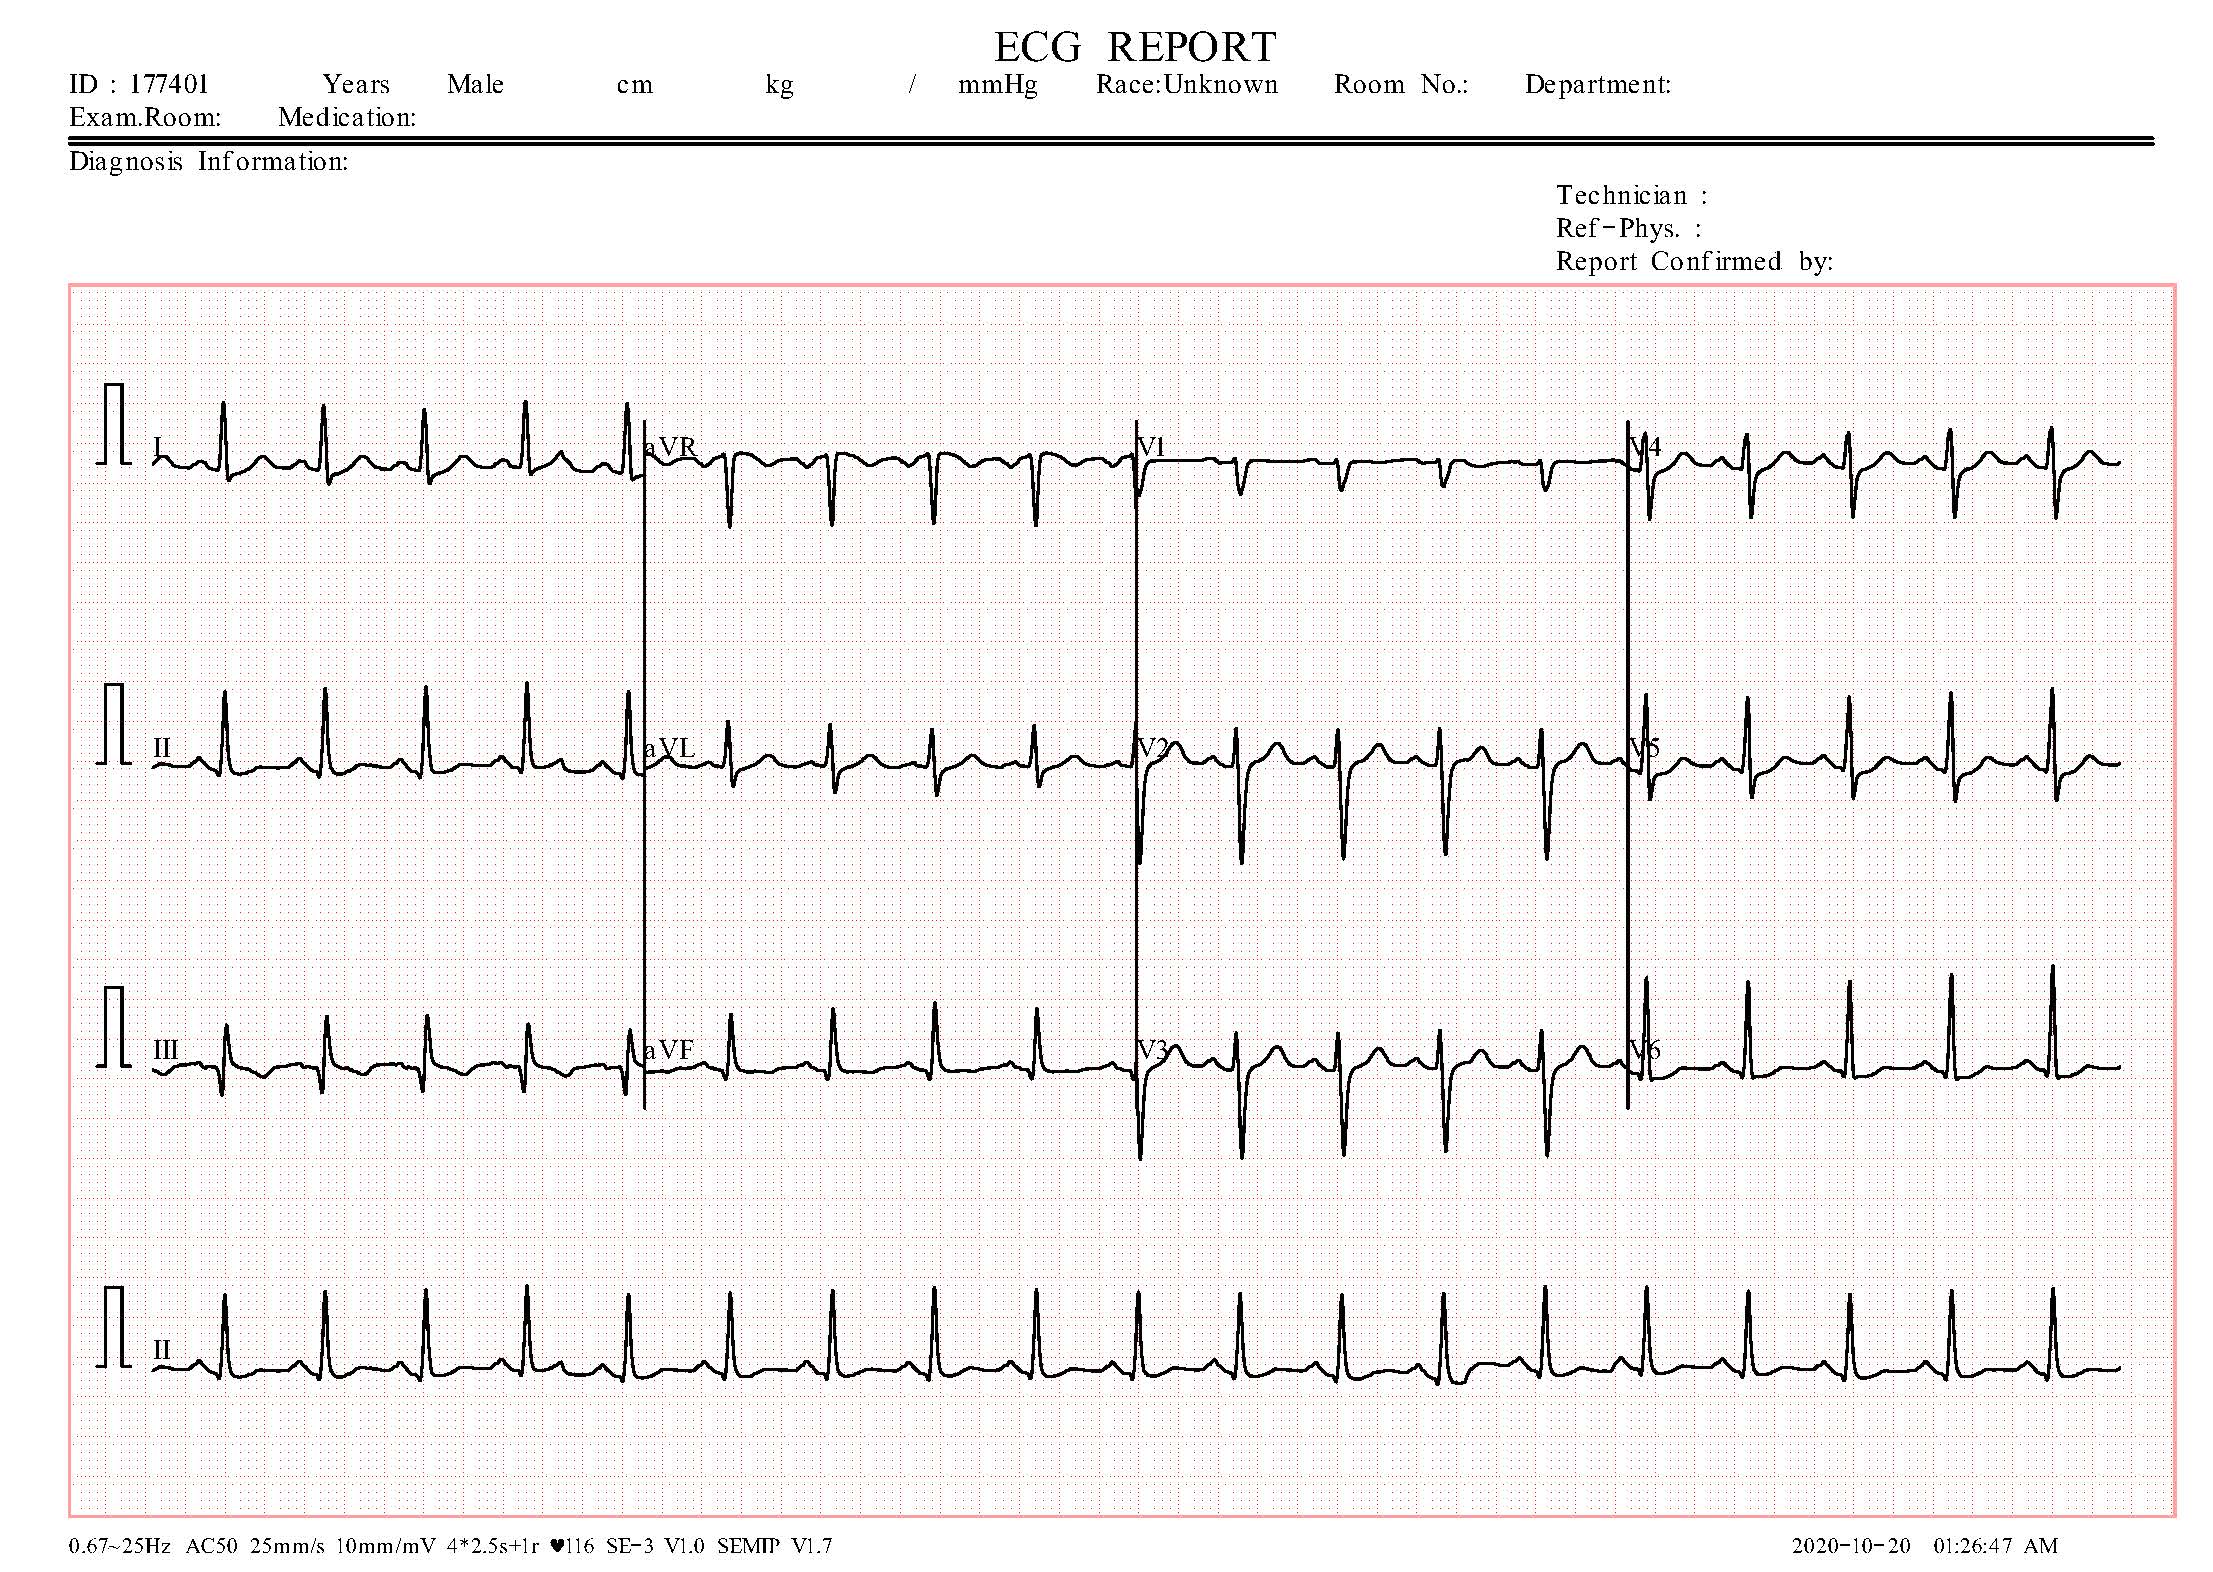 ECG REPORT
ID : 177401 Years Male cm kg / mmHg Race:Unknown Room No.: Department:
Exam.Room: Medication:
Diagnosis Information:
Technician :
Ref-Phys. :
Report Confirmed by:
I aVR V1 V4
II aVL V2 V5
III aVF V3 V6
II
0.67~25Hz AC50 25mm/s 10mm/mV 4*2.5s+1r ♥116 SE-3 V1.0 SEMIP V1.7 2020-10-20 01:26:47 AM